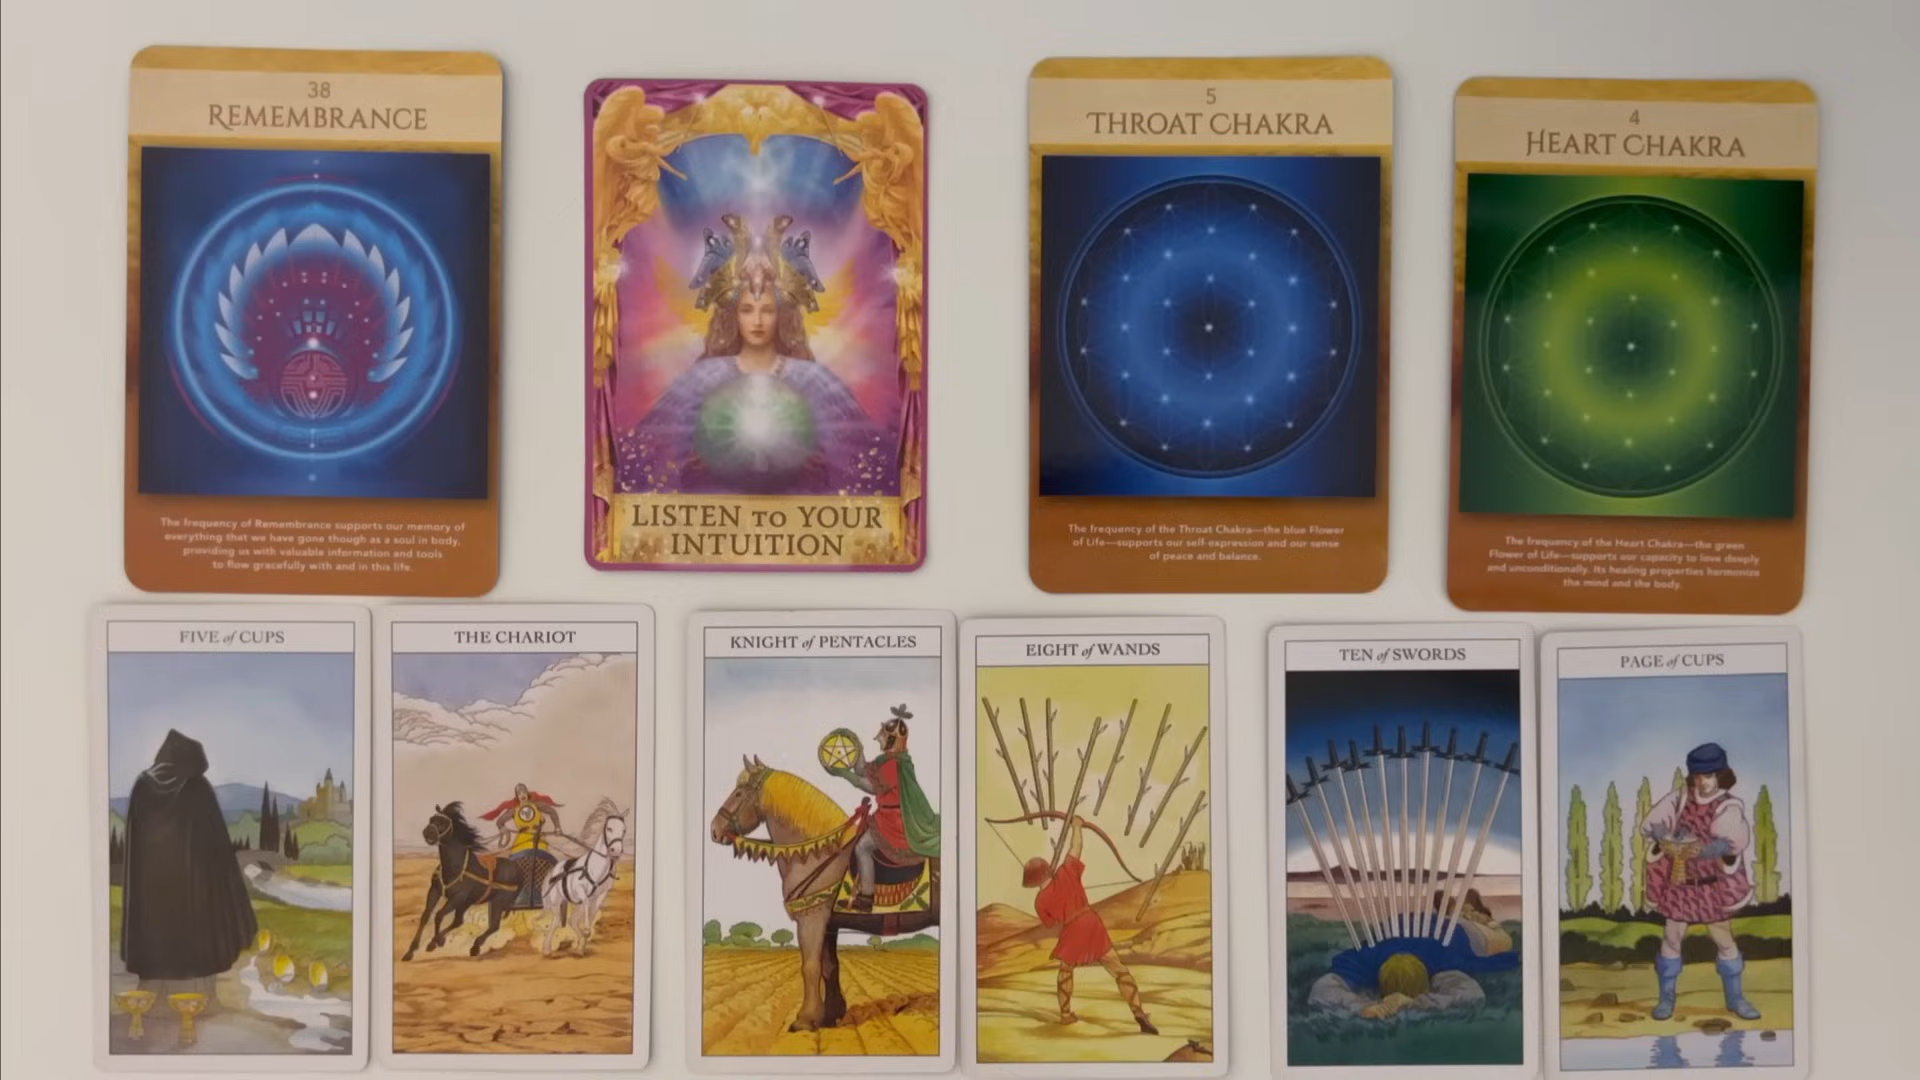 38
REMEMBRANCE
The frequency of Remembrance supports our memory of
everything that we have gone though as a soul in body,
providing us with valuable information and tools
to flow gracefully with and in this life.
LISTEN TO YOUR
INTUITION
5
THROAT CHAKRA
The frequency of the Throat Chakra—the blue Flower
of Life—supports our self-expression and our sense
of peace and balance.
4
HEART CHAKRA
The frequency of the Heart Chakra—the green
Flower of Life—supports our capacity to love deeply
and unconditionally. Its healing properties harmonize
the mind and the body.
FIVE of CUPS
THE CHARIOT
KNIGHT of PENTACLES
EIGHT of WANDS
TEN of SWORDS
PAGE of CUPS